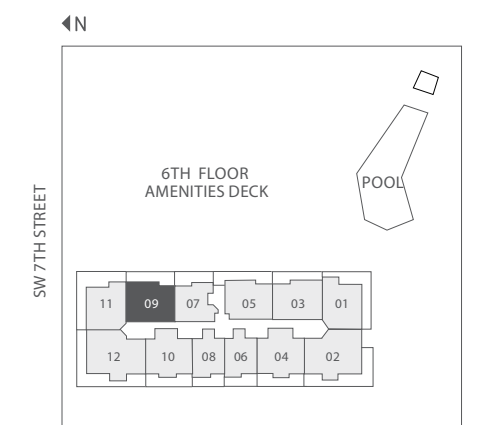 N
6TH FLOOR
AMENITIES DECK
POOL
SW 7TH STREET
11 09 07 05 03 01
12 10 08 06 04 02